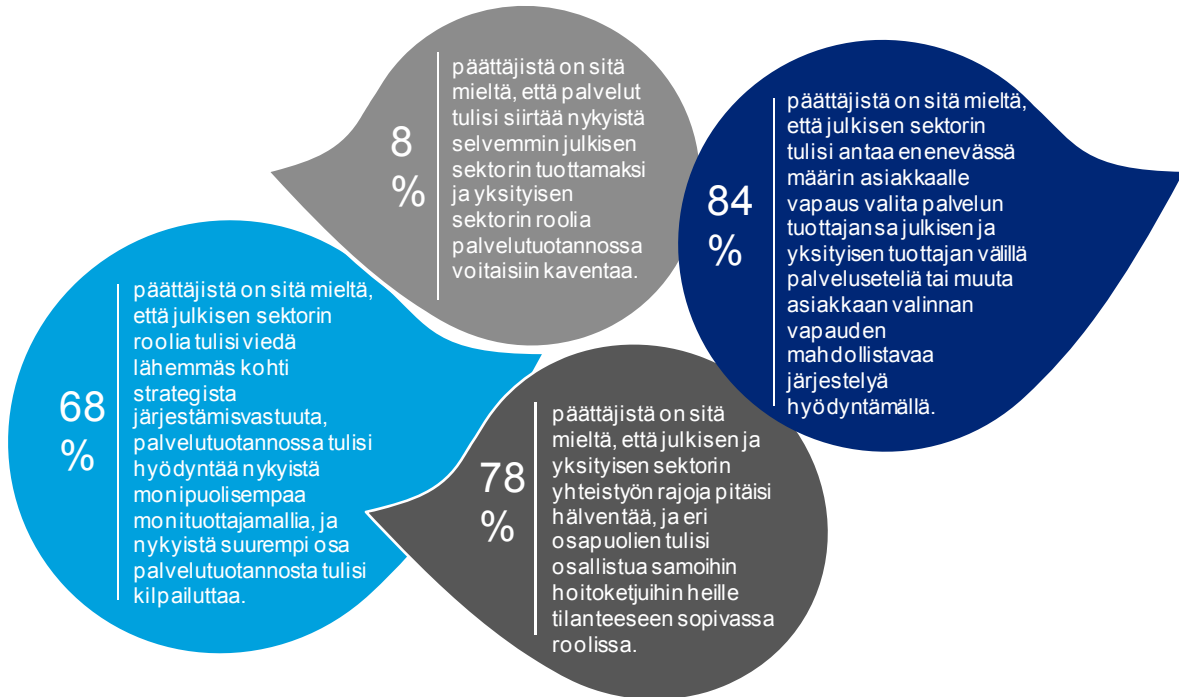 8
%
päättäjistä on sitä
mieltä, että palvelut
tulisi siirtää nykyistä
selvemmin julkisen
sektorin tuottamaksi
ja yksityisen
sektorin roolia
palvelutuotannossa
voitaisiin kaventaa.
84
%
päättäjistä on sitä mieltä,
että julkisen sektorin
tulisi antaa enenevässä
määrin asiakkaalle
vapaus valita palvelun
tuottajansa julkisen ja
yksityisen tuottajan välillä
palveluseteliä tai muuta
asiakkaan valinnan
vapauden
mahdollistavaa
järjestelyä
hyödyntämällä.
68
%
päättäjistä on sitä mieltä,
että julkisen sektorin
roolia tulisi viedä
lähemmäs kohti
strategista
järjestämisvastuuta,
palvelutuotannossa tulisi
hyödyntää nykyistä
monipuolisempaa
monituottajamallia, ja
nykyistä suurempi osa
palvelutuotannosta tulisi
kilpailuttaa.
78
%
päättäjistä on sitä
mieltä, että julkisen ja
yksityisen sektorin
yhteistyön rajoja pitäisi
hälventää, ja eri
osapuolien tulisi
osallistua samoihin
hoitoketjuihin heille
tilanteeseen sopivassa
roolissa.